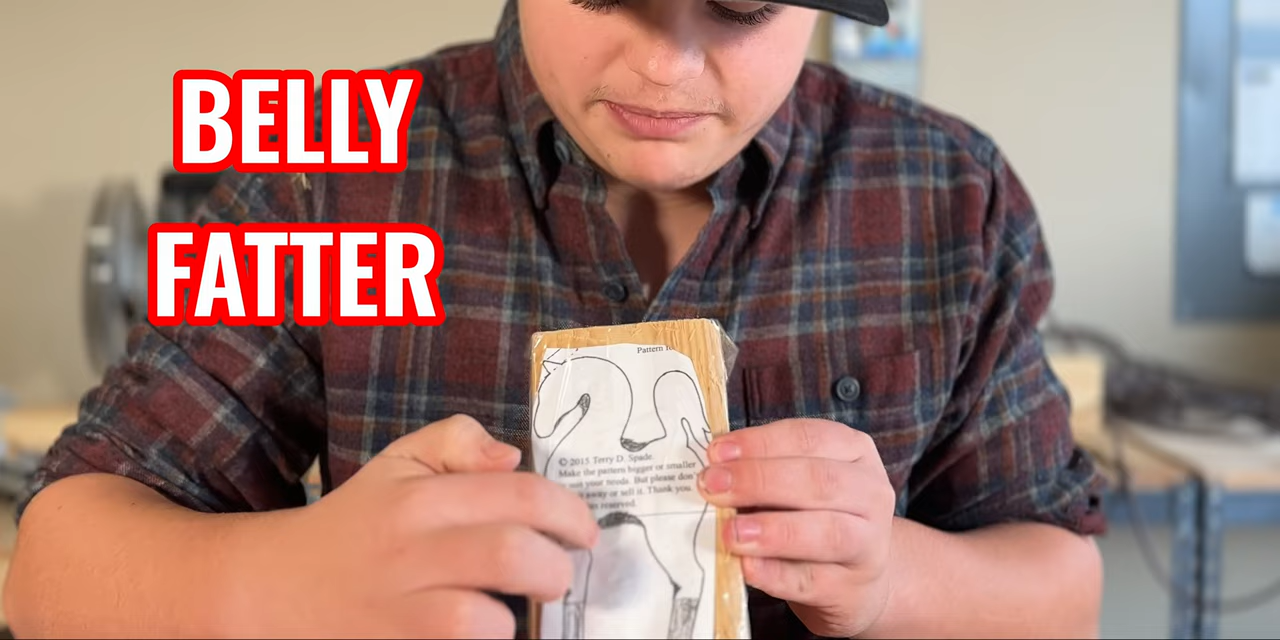 BELLY
FATTER
Pattern
© 2015 Terry D. Spade.
Make the pattern bigger or smaller
your needs. But please don'
away or sell it. Thank you.
reserved.